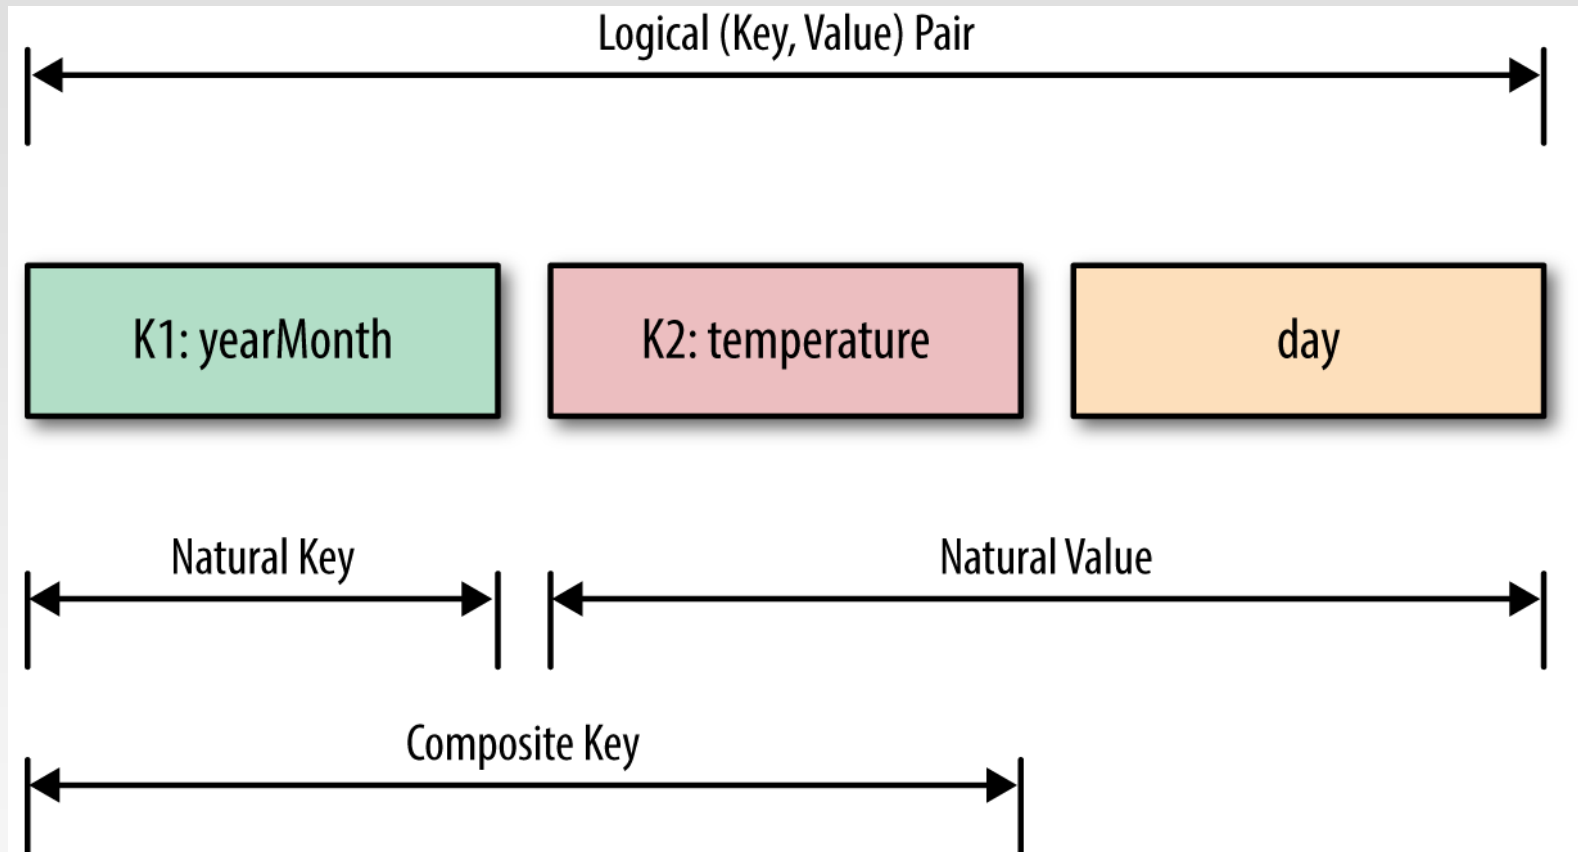 Logical (Key, Value) Pair
K1: yearMonth
K2: temperature
day
Natural Key
Natural Value
Composite Key